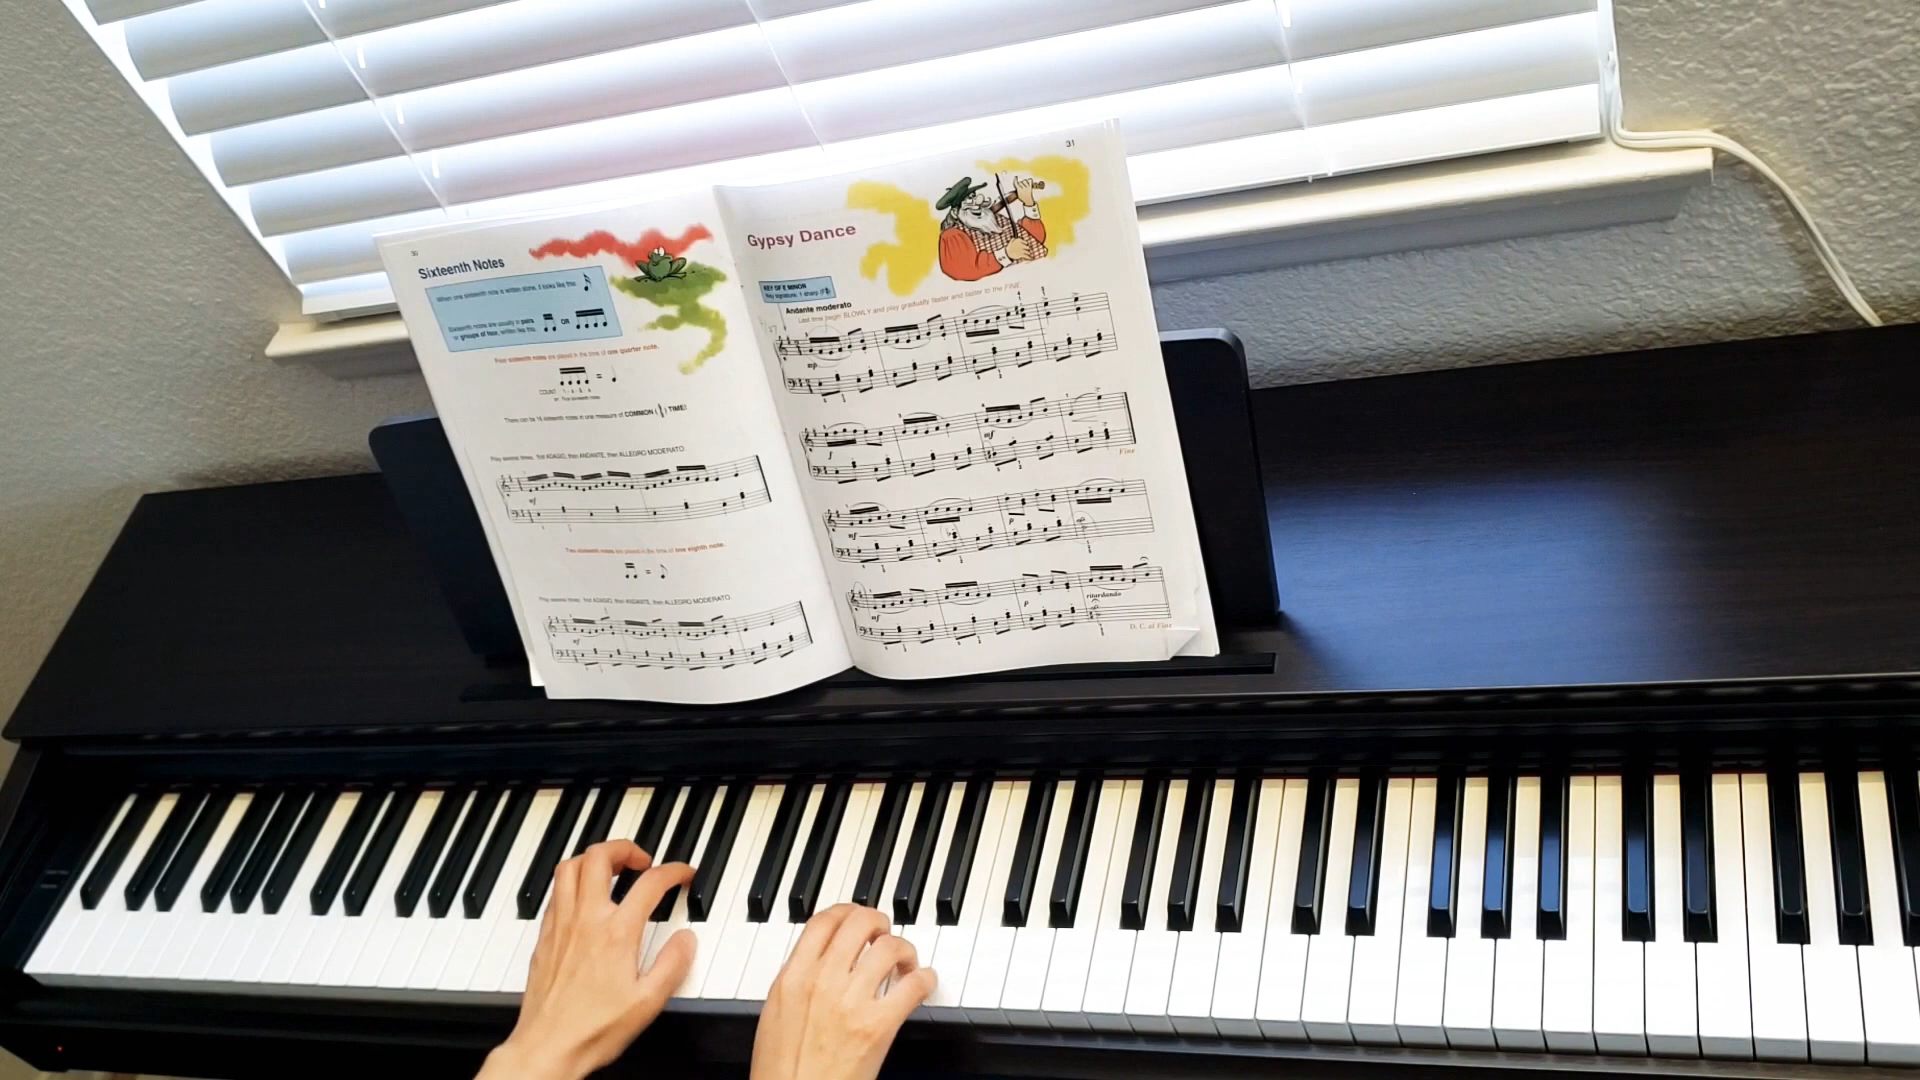 30
Sixteenth Notes
When one sixteenth note is written alone, it looks like this:
Sixteenth notes are usually in pairs
or groups of four, written like this:
OR
Four sixteenth notes are played in the time of one quarter note.
COUNT:
or: "Four sixteenth notes"
There can be 16 sixteenth notes in one measure of COMMON TIME!
Play several times. First ADAGIO, then ANDANTE, then ALLEGRO MODERATO.
mf
Two sixteenth notes are played in the time of one eighth note.
Play several times. First ADAGIO, then ANDANTE, then ALLEGRO MODERATO.
mf
31
Gypsy Dance
KEY OF E MINOR
Key signature: 1 sharp (F♯)
Andante moderato
Last time begin SLOWLY and play gradually faster and faster to the FINE
mp
f
mf
Fine
mf
p
mf
p
ritardando
D. C. al Fine